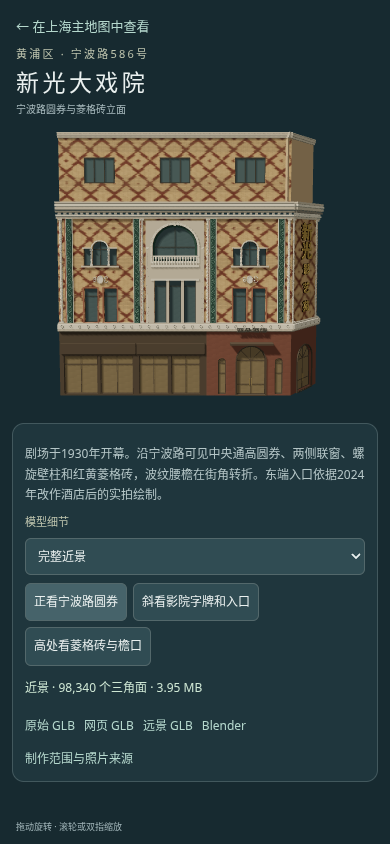 ← 在上海主地图中查看
黄浦区 · 宁波路586号
新光大戏院
宁波路圆券与菱格砖立面
剧场于1930年开幕。沿宁波路可见中央通高圆券、两侧联窗、螺
旋壁柱和红黄菱格砖，波纹腰檐在街角转折。东端入口依据2024
年改作酒店后的实拍绘制。
模型细节
完整近景
正看宁波路圆券
斜看影院字牌和入口
高处看菱格砖与檐口
近景 · 98,340 个三角面 · 3.95 MB
原始 GLB 网页 GLB 远景 GLB Blender
制作范围与照片来源
拖动旋转 · 滚轮或双指缩放